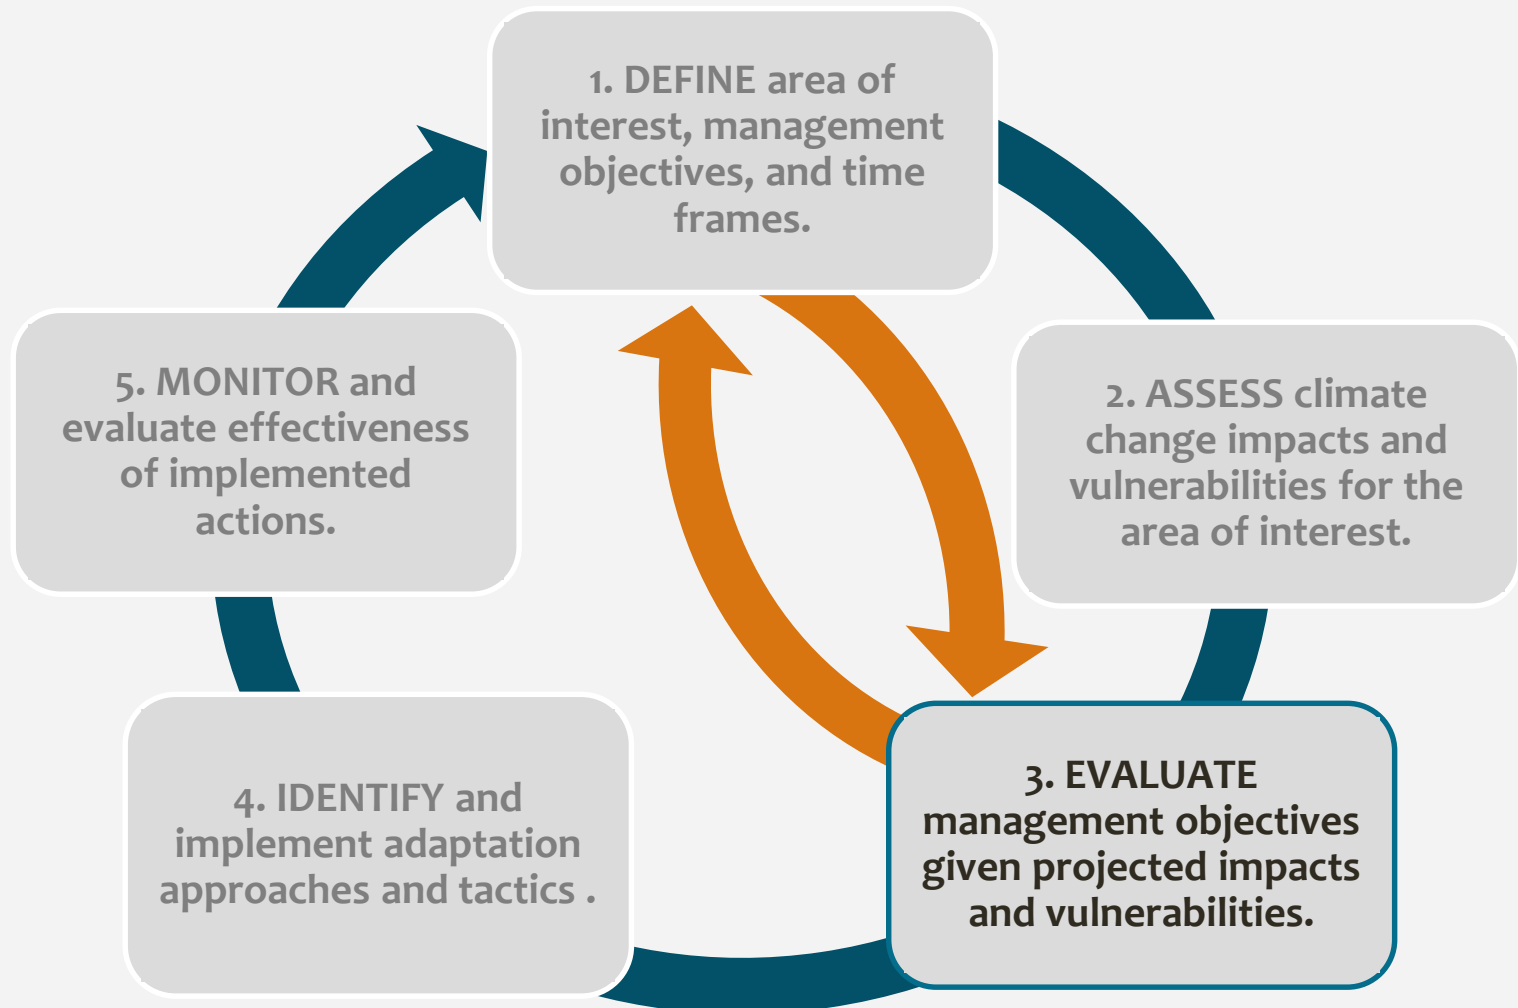 1. DEFINE area of
interest, management
objectives, and time
frames.
2. ASSESS climate
change impacts and
vulnerabilities for the
area of interest.
3. EVALUATE
management objectives
given projected impacts
and vulnerabilities.
4. IDENTIFY and
implement adaptation
approaches and tactics .
5. MONITOR and
evaluate effectiveness
of implemented
actions.